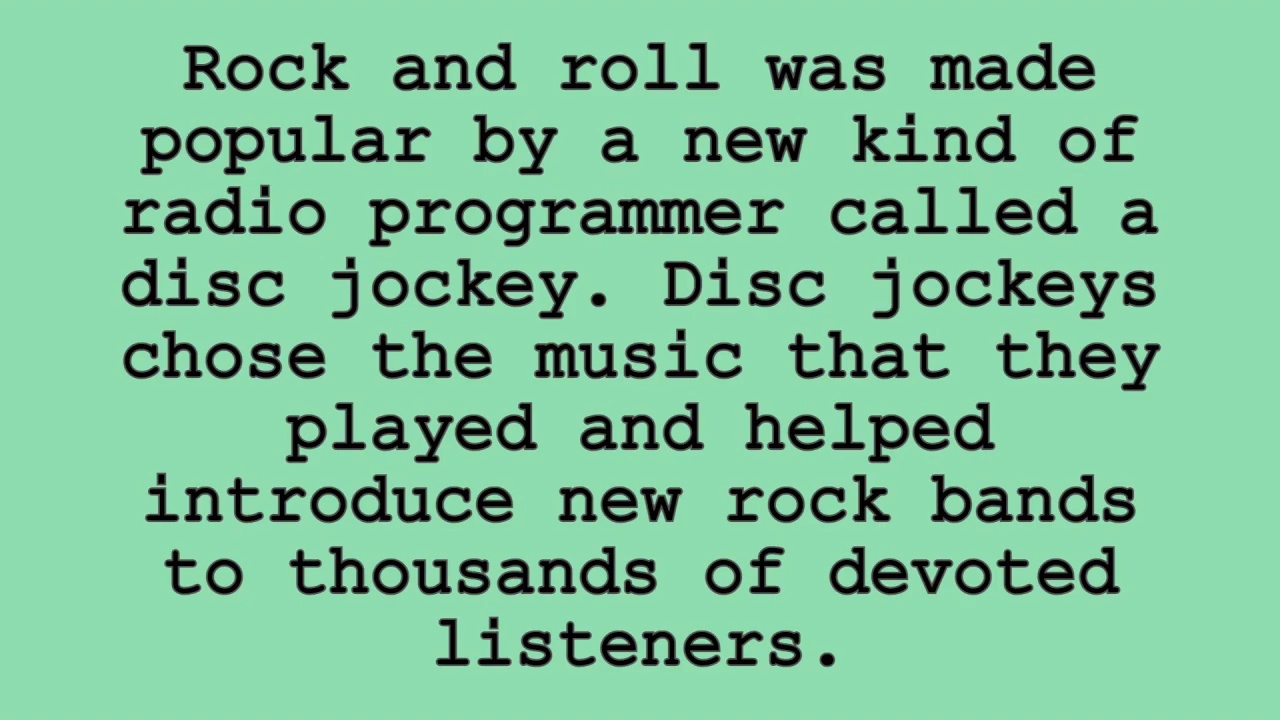 Rock and roll was made
popular by a new kind of
radio programmer called a
disc jockey. Disc jockeys
chose the music that they
played and helped
introduce new rock bands
to thousands of devoted
listeners.